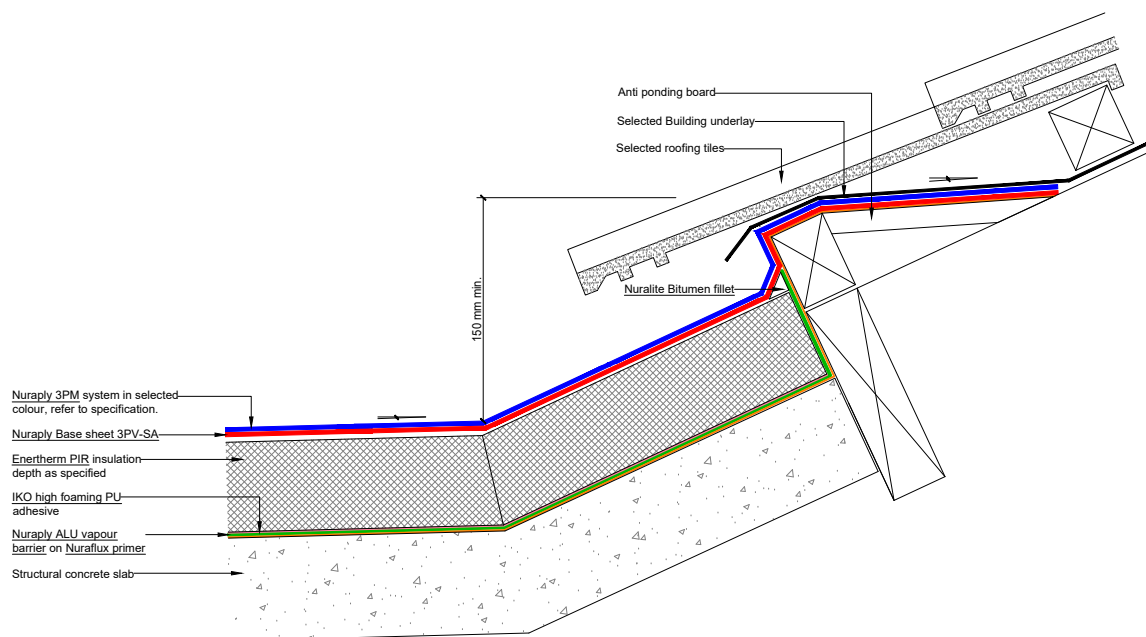 Anti ponding board
Selected Building underlay
Selected roofing tiles
150 mm min.
Nuralite Bitumen fillet
Nuraply 3PM system in selected
colour, refer to specification.
Nuraply Base sheet 3PV-SA
Enertherm PIR insulation
depth as specified
IKO high foaming PU
adhesive
Nuraply ALU vapour
barrier on Nuraflux primer
Structural concrete slab